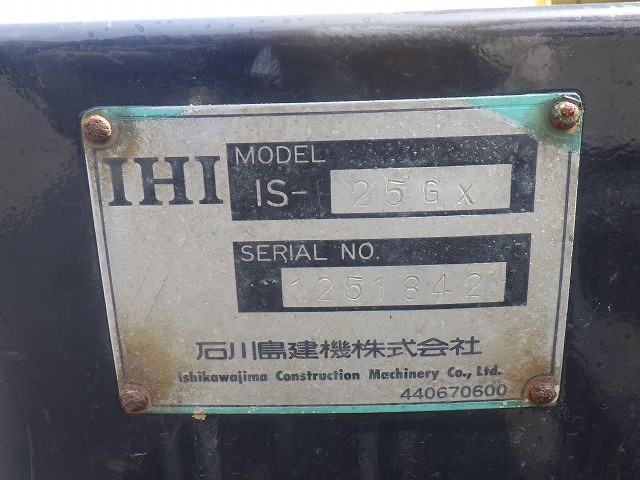 IHI
MODEL
IS- 25Gx
SERIAL NO.
1251842
石川島建機株式会社
Ishikawajima Construction Machinery Co., Ltd.
440670600